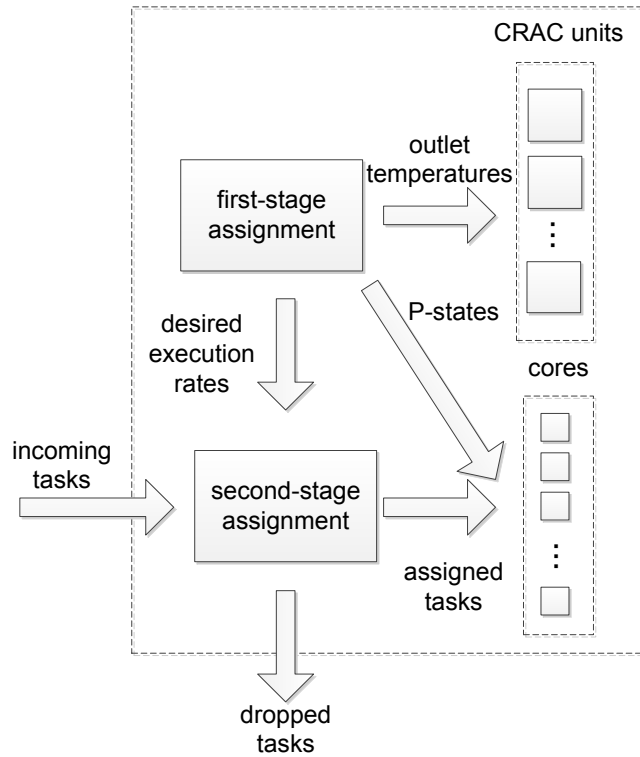 CRAC units
outlet
temperatures
first-stage
assignment
P-states
desired
execution
rates
cores
incoming
tasks
second-stage
assignment
assigned
tasks
dropped
tasks